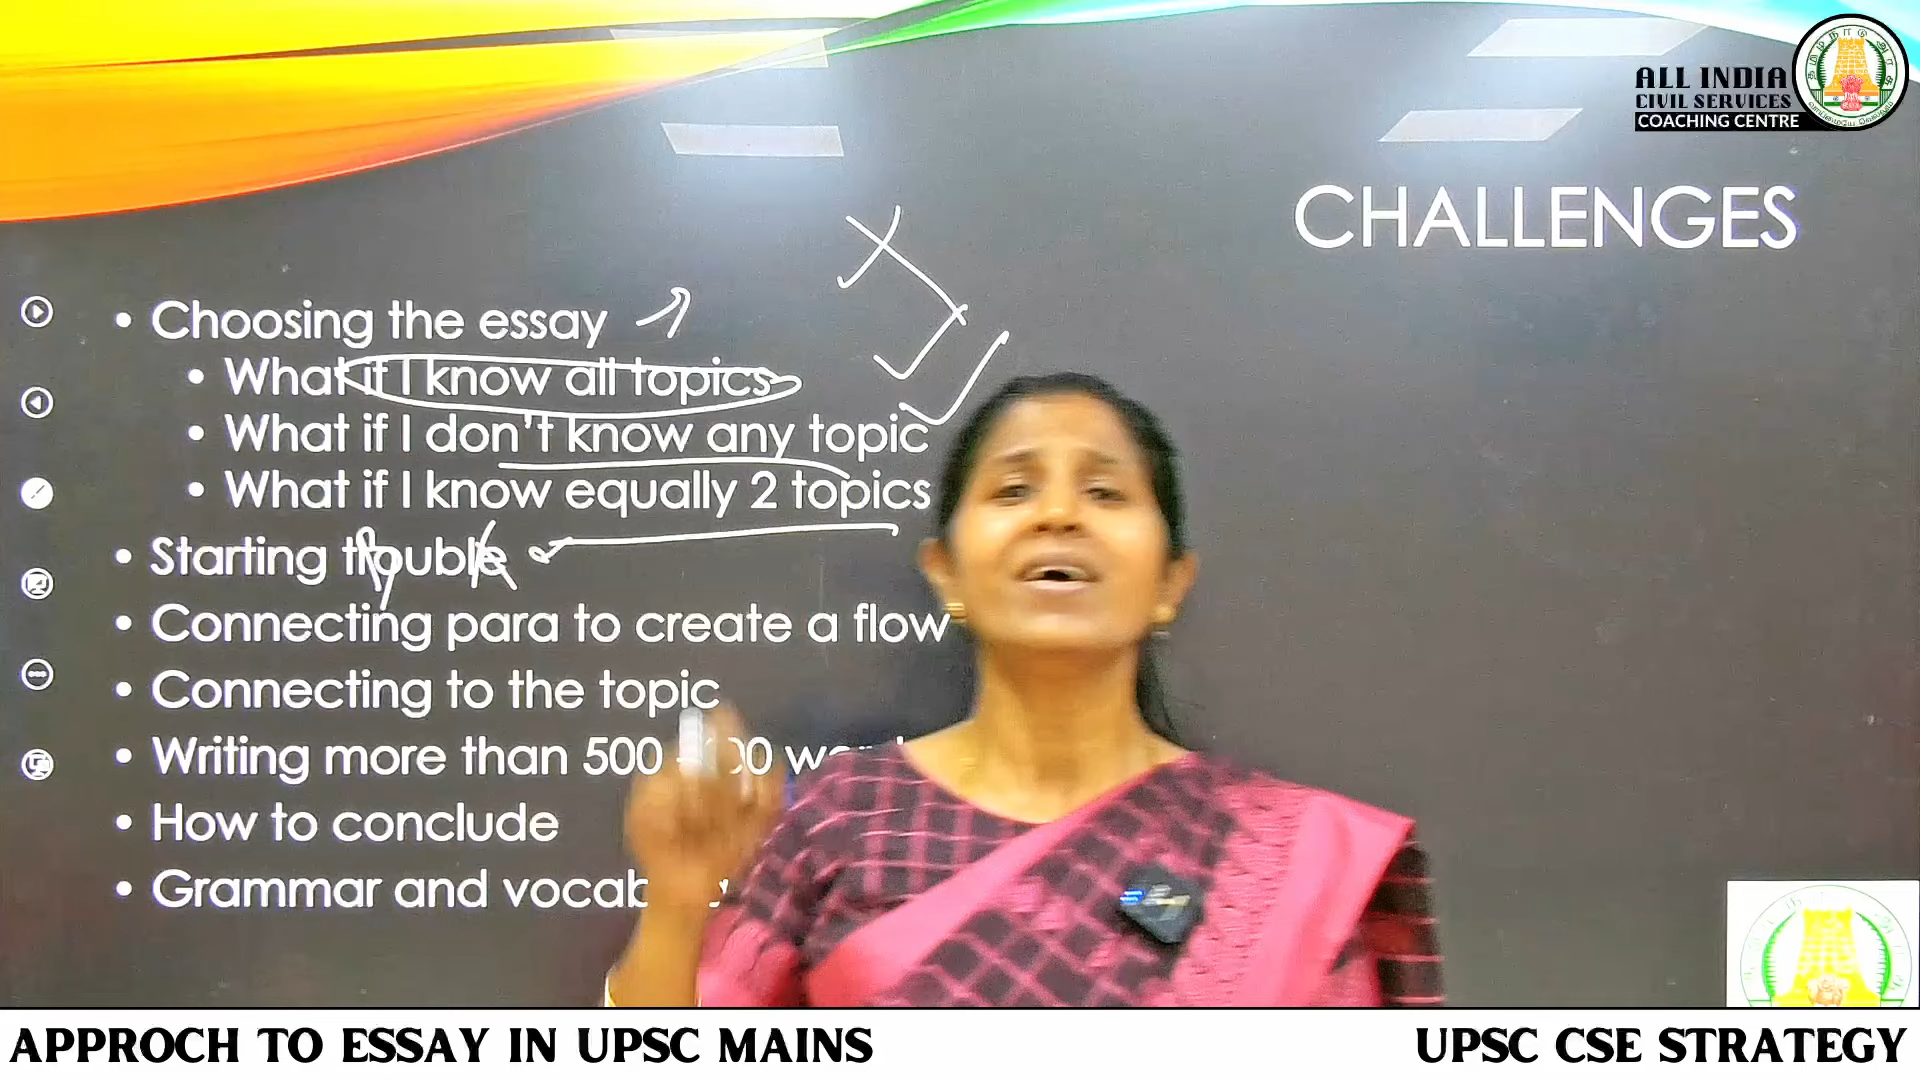 ALL INDIA
CIVIL SERVICES
COACHING CENTRE
CHALLENGES
• Choosing the essay
• What if I know all topics
• What if I don't know any topic
• What if I know equally 2 topics
• Starting trouble
• Connecting para to create a flow
• Connecting to the topic
• Writing more than 500
• How to conclude
• Grammar and
APPROCH TO ESSAY IN UPSC MAINS
UPSC CSE STRATEGY